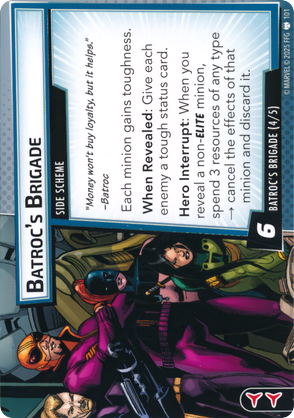 BATROC'S BRIGADE
SIDE SCHEME
"Money won't buy loyalty, but it helps."
–Batroc
Each minion gains toughness.
When Revealed: Give each
enemy a tough status card.
Hero Interrupt: When you
reveal a non-ELITE minion,
spend 3 resources of any type
→ cancel the effects of that
minion and discard it.
6
BATROC'S BRIGADE (4/5)
© MARVEL © 2025 FFG 101